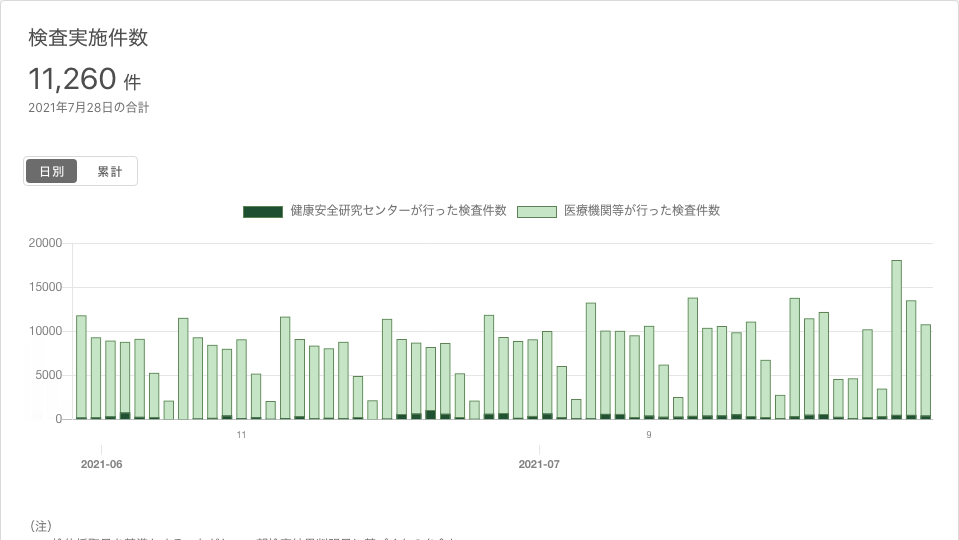 検査実施件数
11,260 件
2021年7月28日の合計
日別 累計
健康安全研究センターが行った検査件数 医療機関等が行った検査件数
20000
15000
10000
5000
0
11 9
2021-06 2021-07
(注)